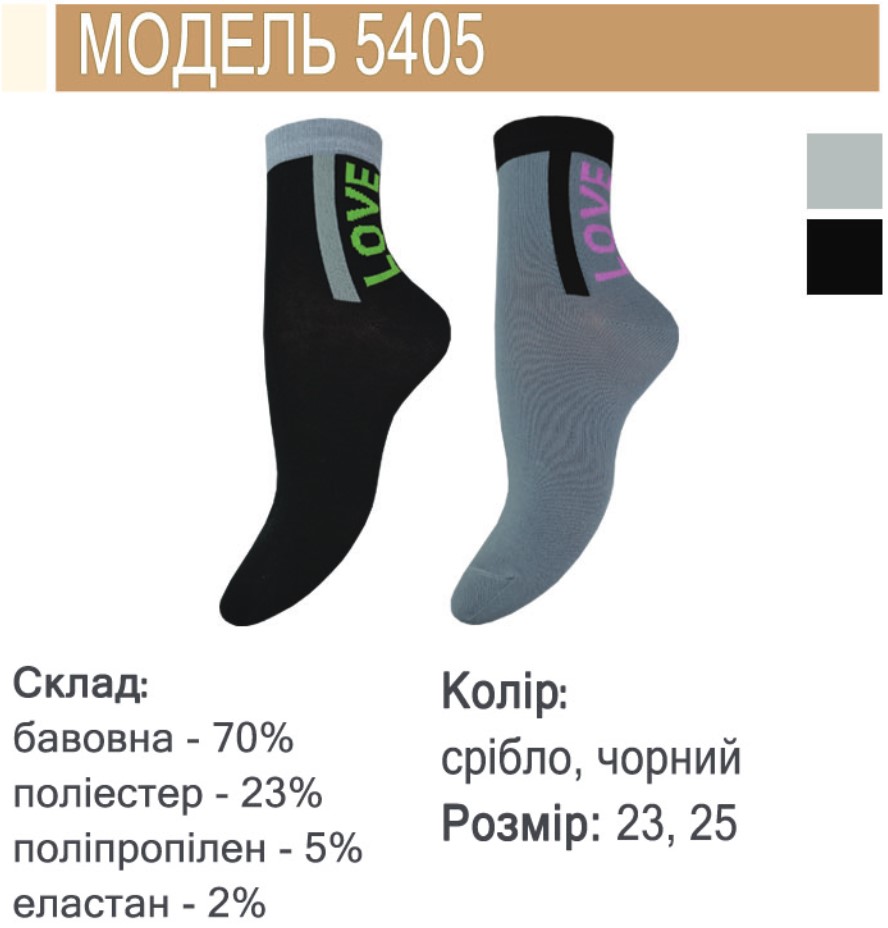 МОДЕЛЬ 5405
LOVE
LOVE
Склад:
бавовна - 70%
поліестер - 23%
поліпропілен - 5%
еластан - 2%
Колір:
срібло, чорний
Розмір: 23, 25